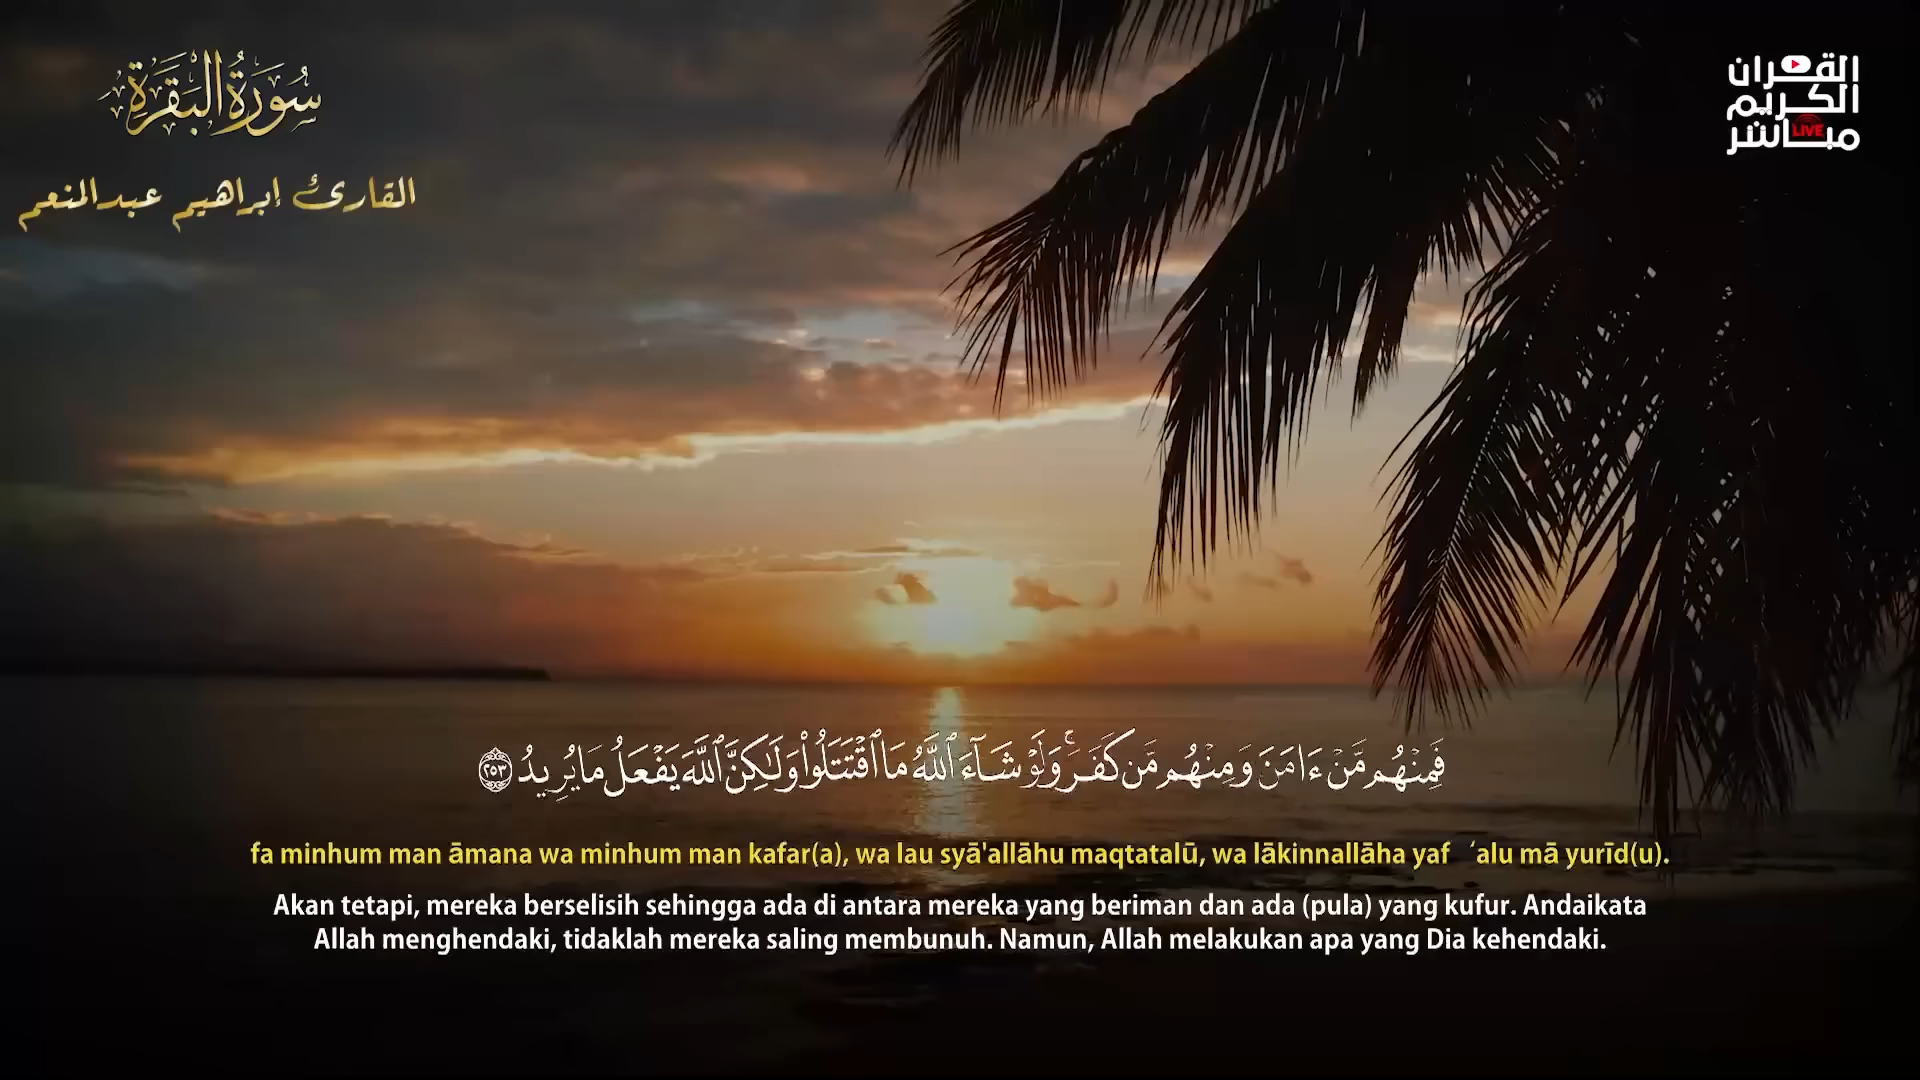 سُورَةُ الْبَقَرَةِ
القارئ إبراهيم عبدالمنعم
القرآن
الكريم
مباشر
LIVE
فَمِنْهُم مَّنْ ءَامَنَ وَمِنْهُم مَّن كَفَرَ ۚ وَلَوْ شَآءَ ٱللَّهُ مَا ٱقْتَتَلُوا۟ وَلَـٰكِنَّ ٱللَّهَ يَفْعَلُ مَا يُرِيدُ ٢٥٣
fa minhum man āmana wa minhum man kafar(a), wa lau syā'allāhu maqtatalū, wa lākinnallāha yaf ‘alu mā yurīd(u).
Akan tetapi, mereka berselisih sehingga ada di antara mereka yang beriman dan ada (pula) yang kufur. Andaikata
Allah menghendaki, tidaklah mereka saling membunuh. Namun, Allah melakukan apa yang Dia kehendaki.